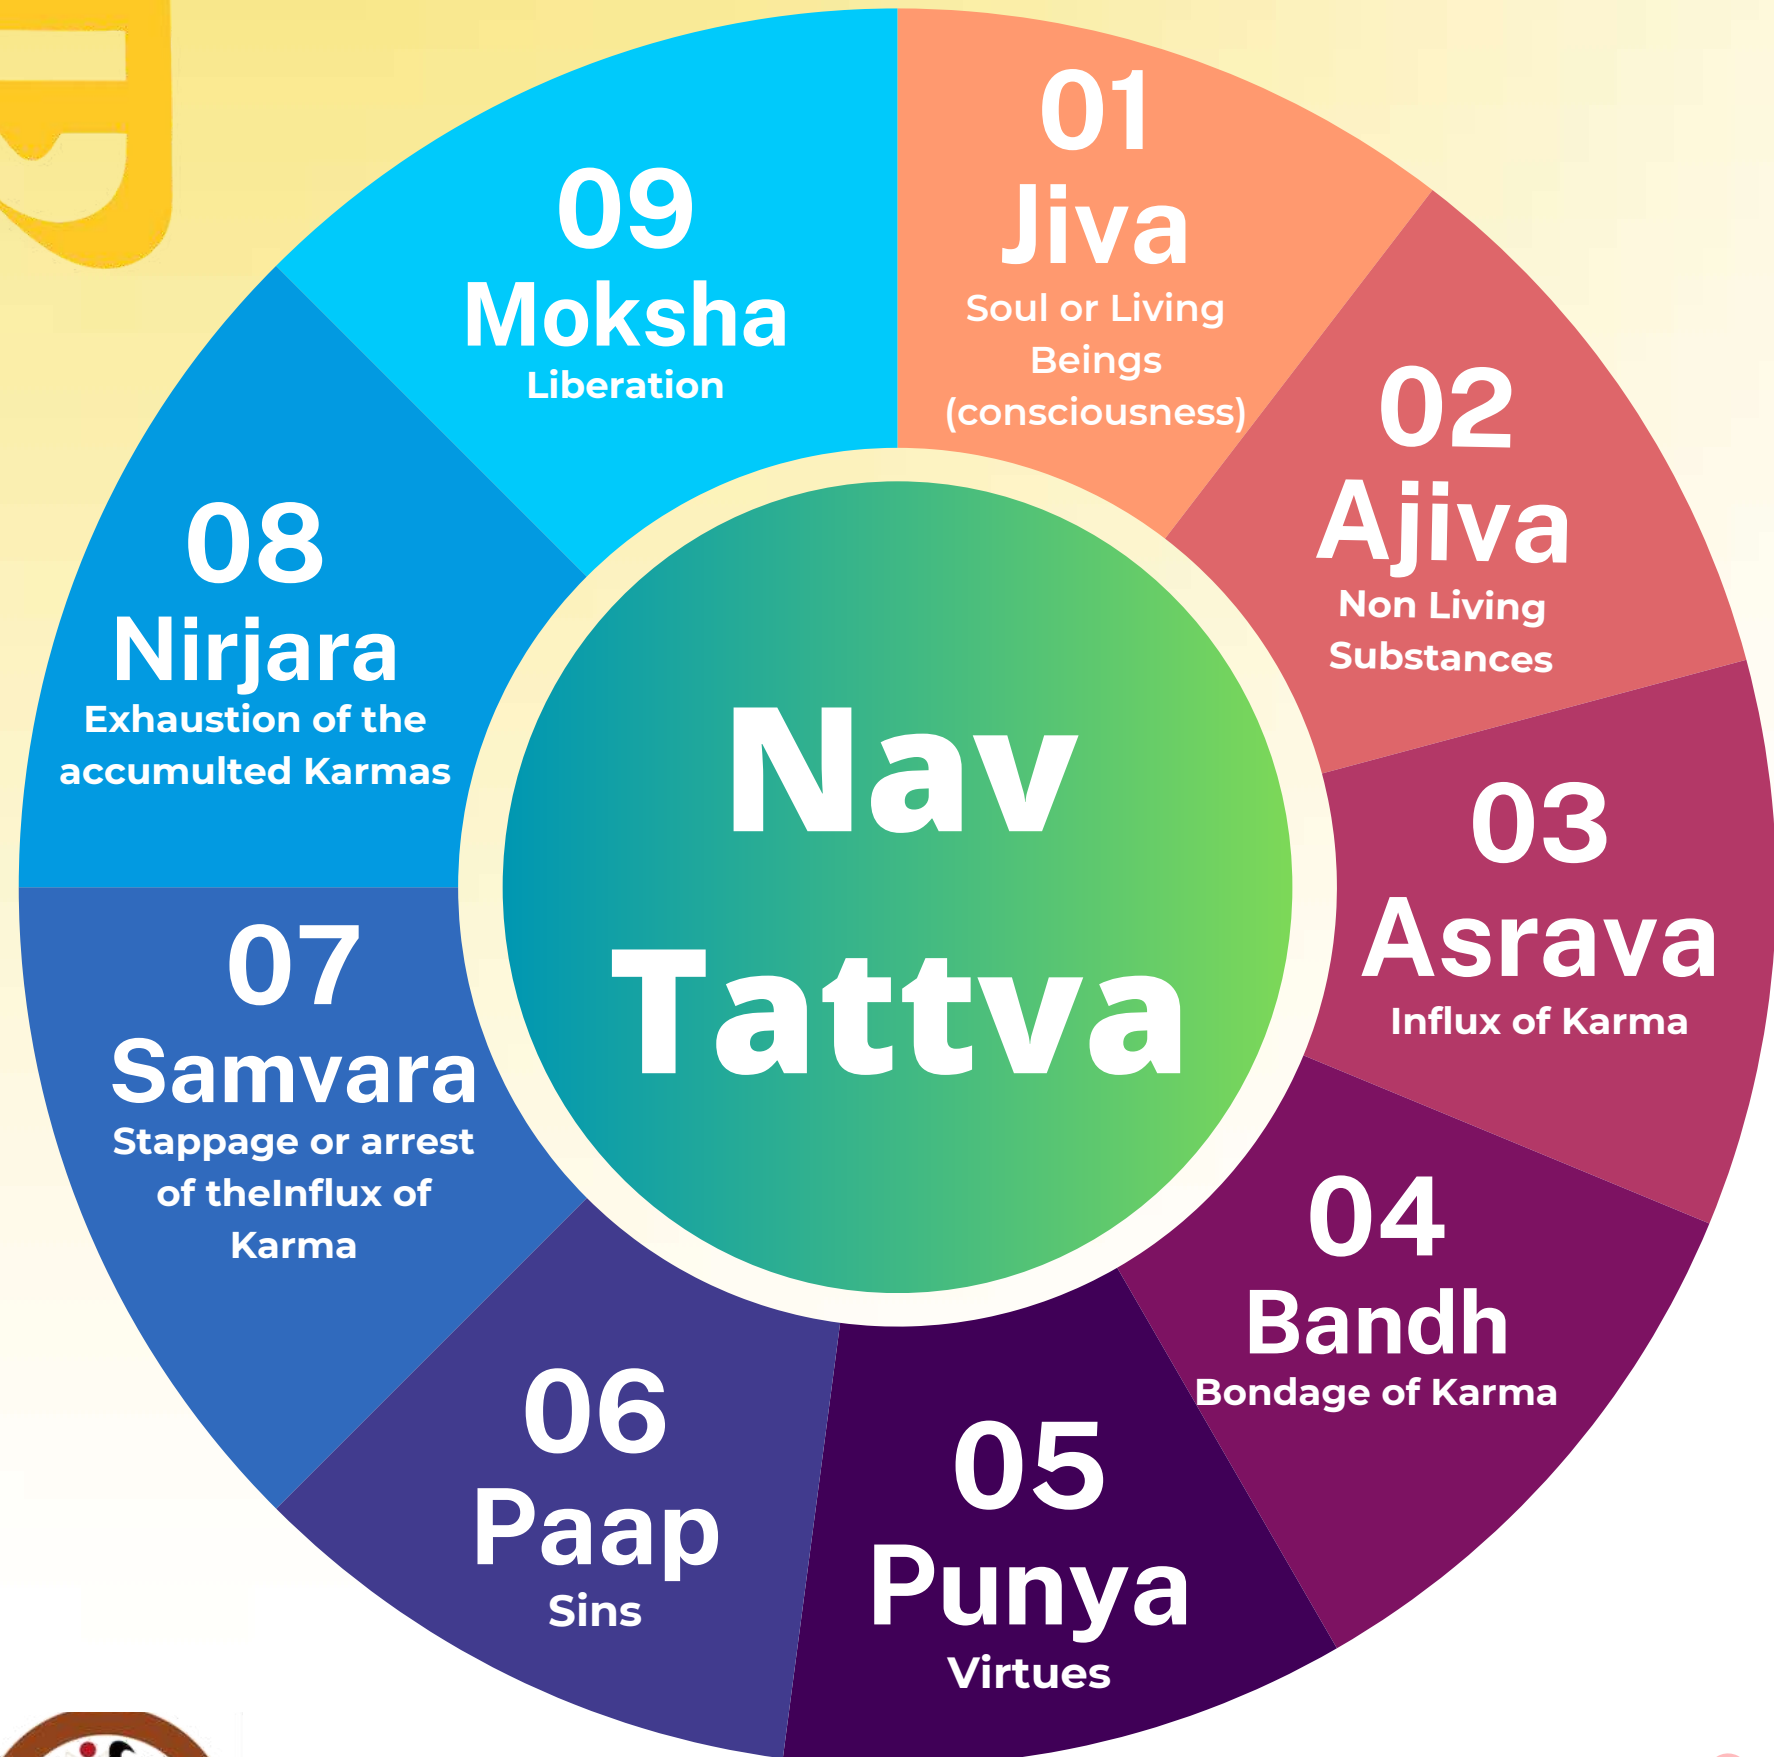 01
Jiva
Soul or Living
Beings
(consciousness)
02
Ajiva
Non Living
Substances
03
Asrava
Influx of Karma
04
Bandh
Bondage of Karma
05
Punya
Virtues
06
Paap
Sins
07
Samvara
Stappage or arrest
of theInflux of
Karma
08
Nirjara
Exhaustion of the
accumulted Karmas
09
Moksha
Liberation
Nav
Tattva